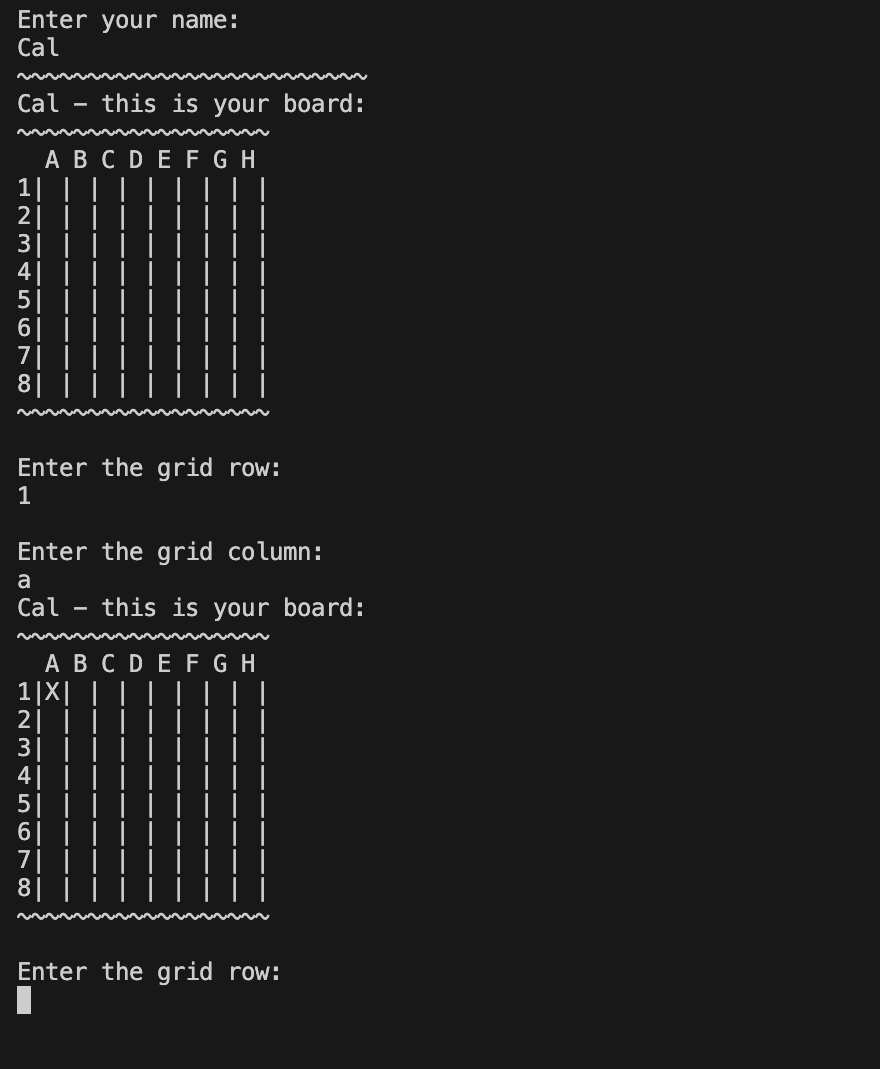 Enter your name:
Cal
~~~~~~~~~~~~~~~~~~~~~~~~~
Cal - this is your board:
~~~~~~~~~~~~~~~~~~
  A B C D E F G H
1| | | | | | | | |
2| | | | | | | | |
3| | | | | | | | |
4| | | | | | | | |
5| | | | | | | | |
6| | | | | | | | |
7| | | | | | | | |
8| | | | | | | | |
~~~~~~~~~~~~~~~~~~

Enter the grid row:
1

Enter the grid column:
a
Cal - this is your board:
~~~~~~~~~~~~~~~~~~
  A B C D E F G H
1|X| | | | | | | |
2| | | | | | | | |
3| | | | | | | | |
4| | | | | | | | |
5| | | | | | | | |
6| | | | | | | | |
7| | | | | | | | |
8| | | | | | | | |
~~~~~~~~~~~~~~~~~~

Enter the grid row: